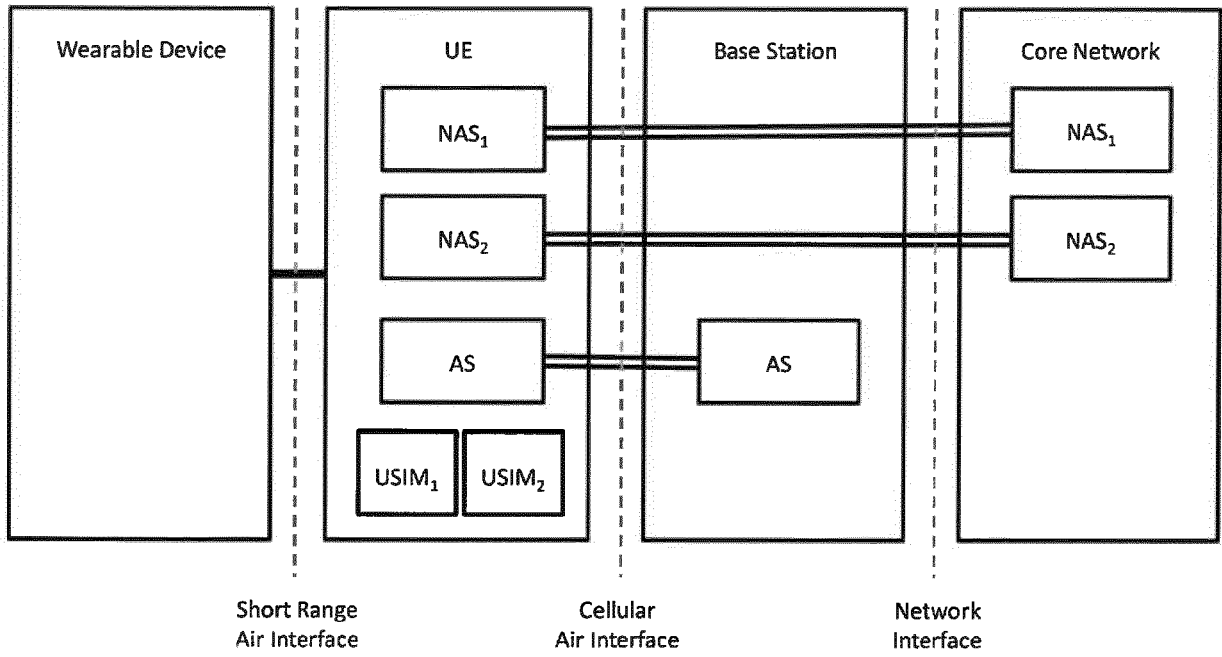 Wearable Device
UE
Base Station
Core Network
NAS₁
NAS₁
NAS₂
NAS₂
AS
AS
USIM₁
USIM₂
Short Range
Air Interface
Cellular
Air Interface
Network
Interface